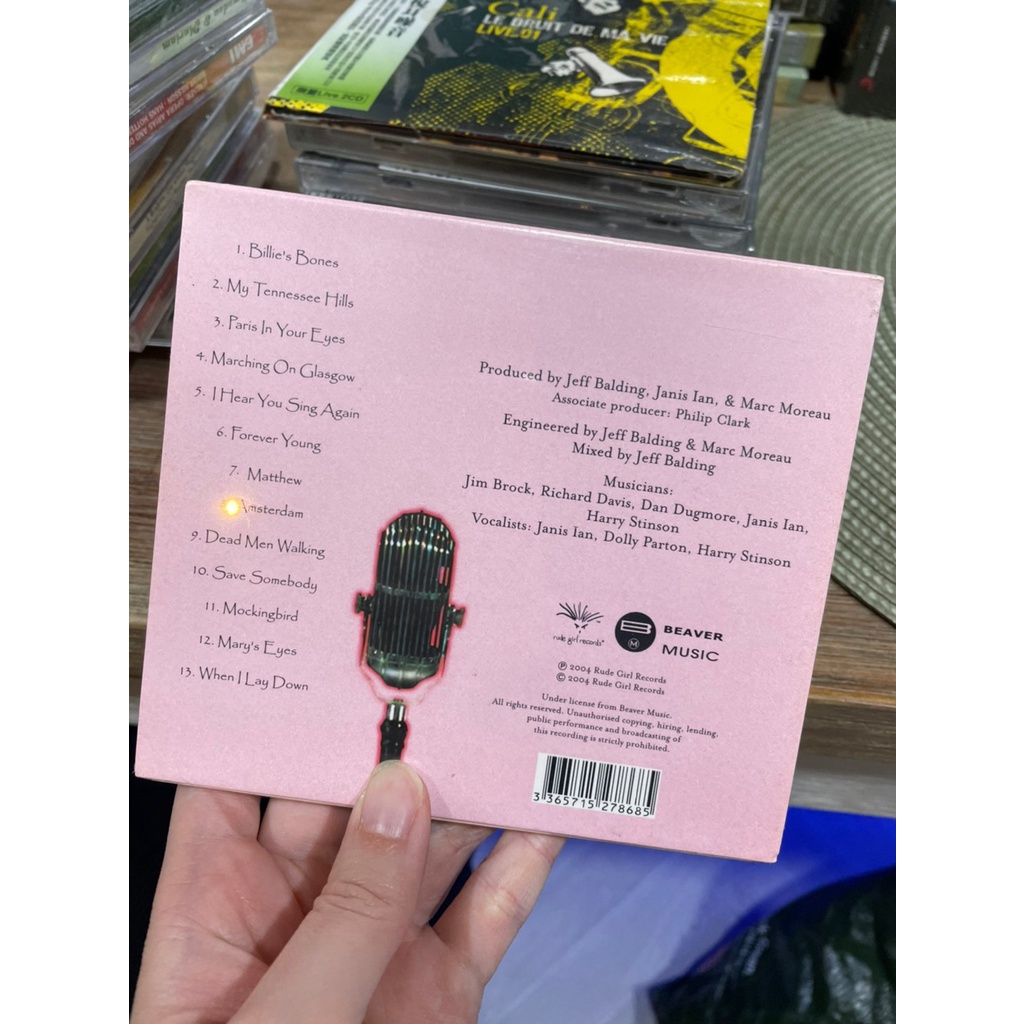 Cali
LE BRUIT DE MA VIE
LIVE.01
Live 2CD
EMI
1. Billie's Bones
2. My Tennessee Hills
3. Paris In Your Eyes
4. Marching On Glasgow
5. I Hear You Sing Again
6. Forever Young
7. Matthew
Amsterdam
9. Dead Men Walking
10. Save Somebody
11. Mockingbird
12. Mary's Eyes
13. When I Lay Down
Produced by Jeff Balding, Janis Ian, & Marc Moreau
Associate producer: Philip Clark
Engineered by Jeff Balding & Marc Moreau
Mixed by Jeff Balding
Musicians:
Jim Brock, Richard Davis, Dan Dugmore, Janis Ian,
Harry Stinson
Vocalists: Janis Ian, Dolly Parton, Harry Stinson
rude girl records
B
M
BEAVER
MUSIC
℗ 2004 Rude Girl Records
© 2004 Rude Girl Records
Under license from Beaver Music.
All rights reserved. Unauthorised copying, hiring, lending,
public performance and broadcasting of
this recording is strictly prohibited.
3 365715 278685